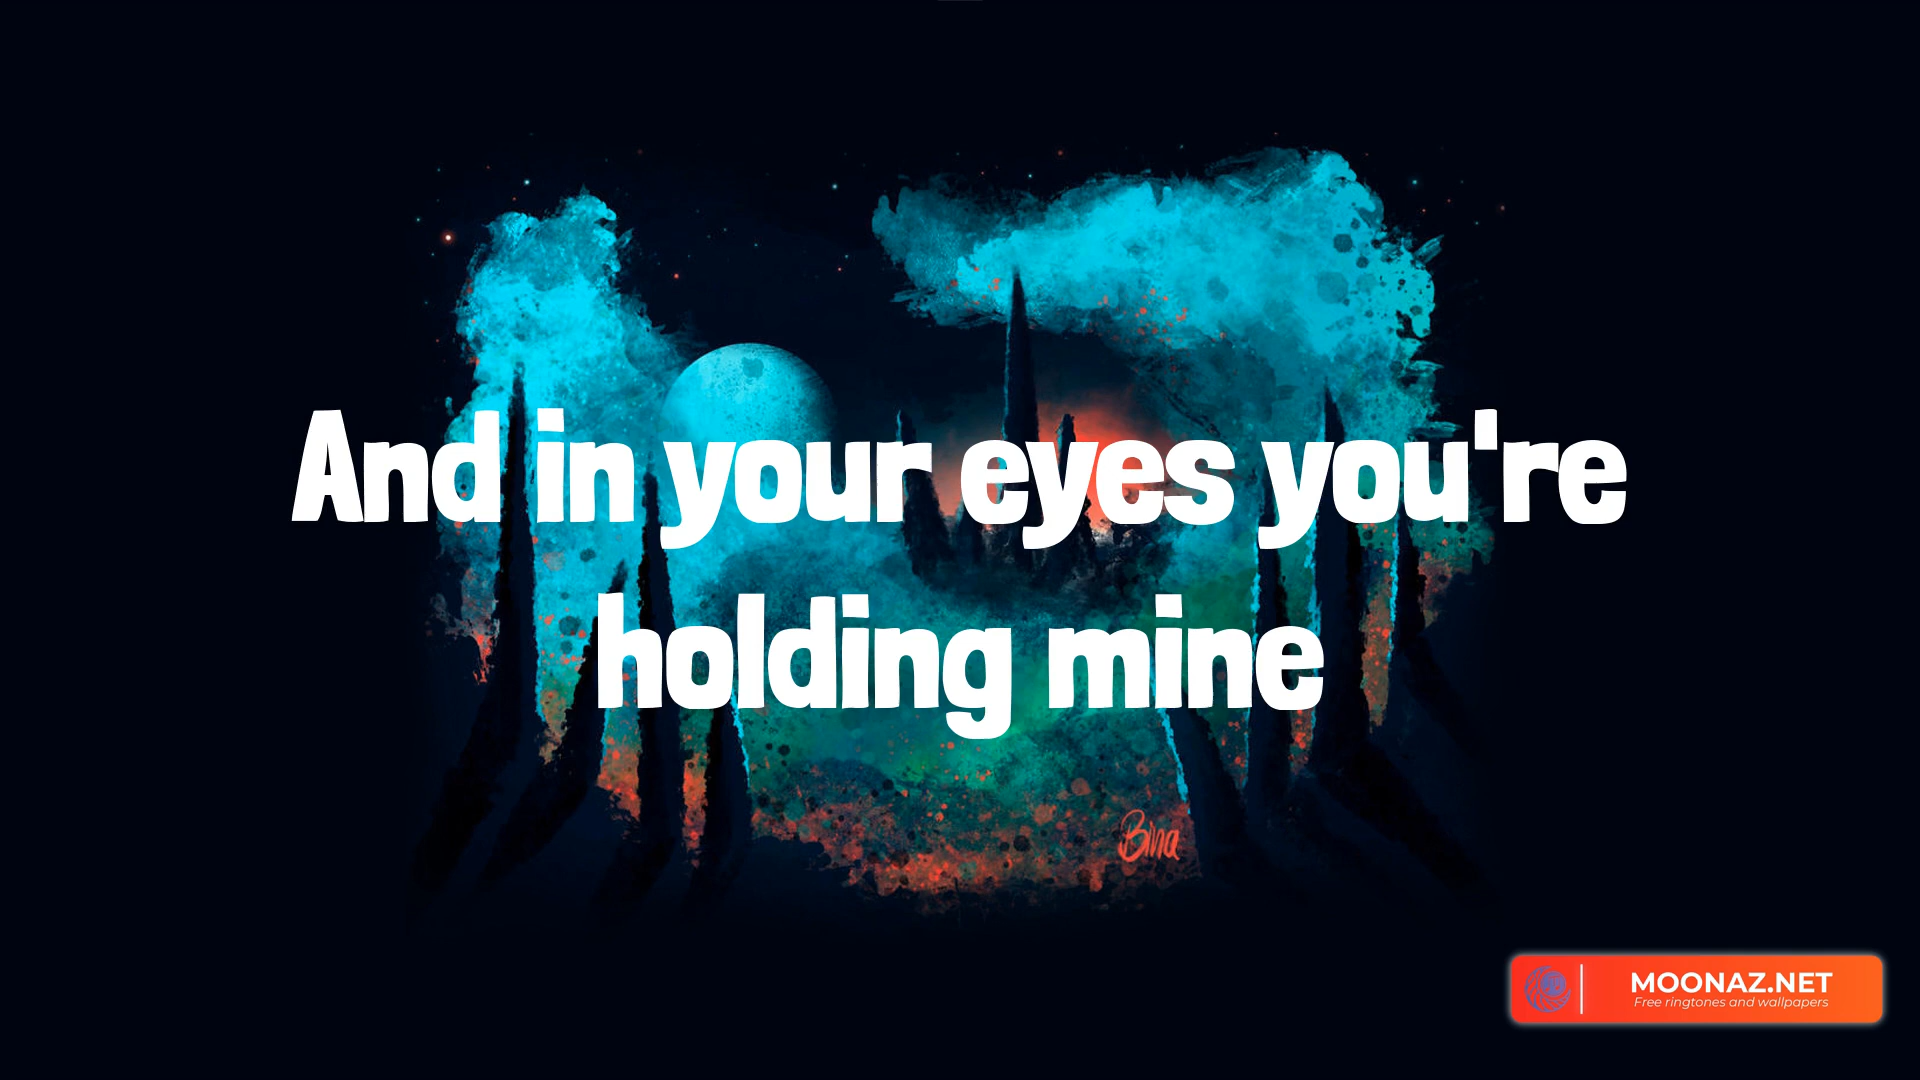 And in your eyes you're
holding mine
Bina
MOONAZ.NET
Free ringtones and wallpapers